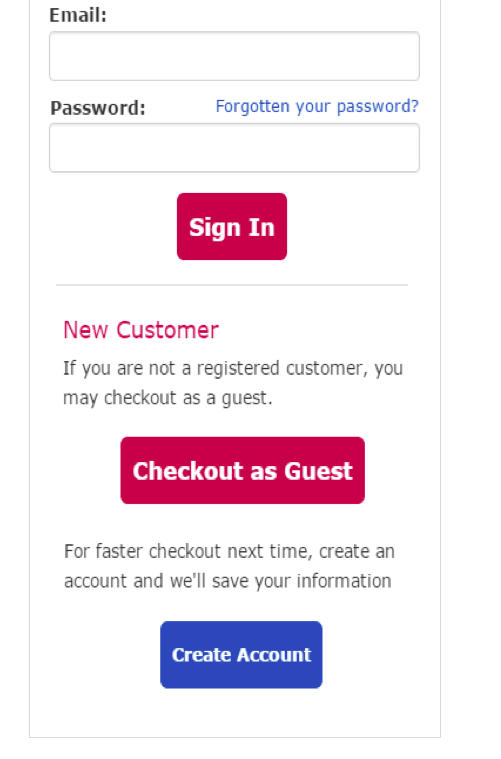 Email:
Password: Forgotten your password?
Sign In
New Customer
If you are not a registered customer, you
may checkout as a guest.
Checkout as Guest
For faster checkout next time, create an
account and we'll save your information
Create Account